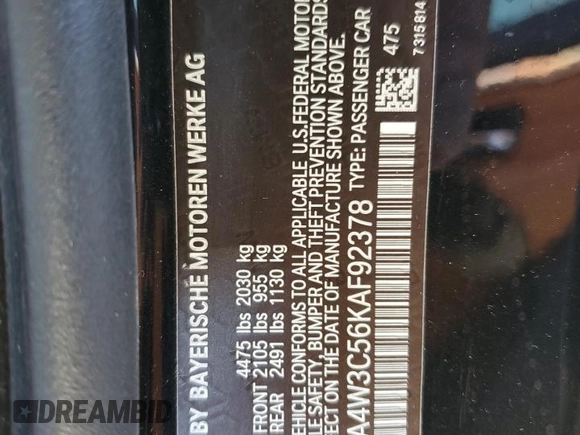 BY BAYERISCHE MOTOREN WERKE AG
4475 lbs 2030 kg
FRONT 2105 lbs 955 kg
REAR 2491 lbs 1130 kg
VEHICLE CONFORMS TO ALL APPLICABLE U.S. FEDERAL MOTOR
SAFETY, BUMPER AND THEFT PREVENTION STANDARDS
ON THE DATE OF MANUFACTURE SHOWN ABOVE.
A4W3C56KAF92378 TYPE: PASSENGER CAR
475
7315814
DREAMBID